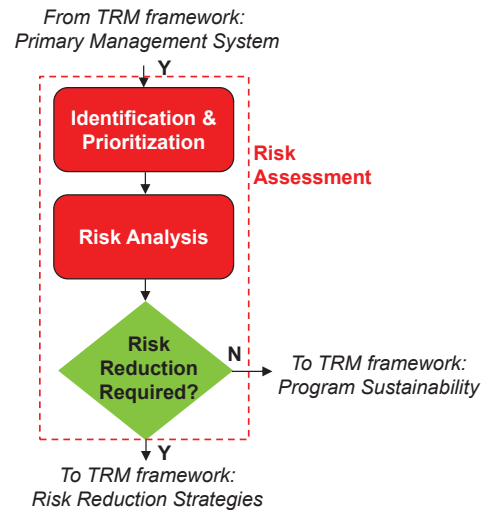 From TRM framework:
Primary Management System
Y
Identification &
Prioritization
Risk
Assessment
Risk Analysis
Risk
Reduction
Required?
N
To TRM framework:
Program Sustainability
Y
To TRM framework:
Risk Reduction Strategies